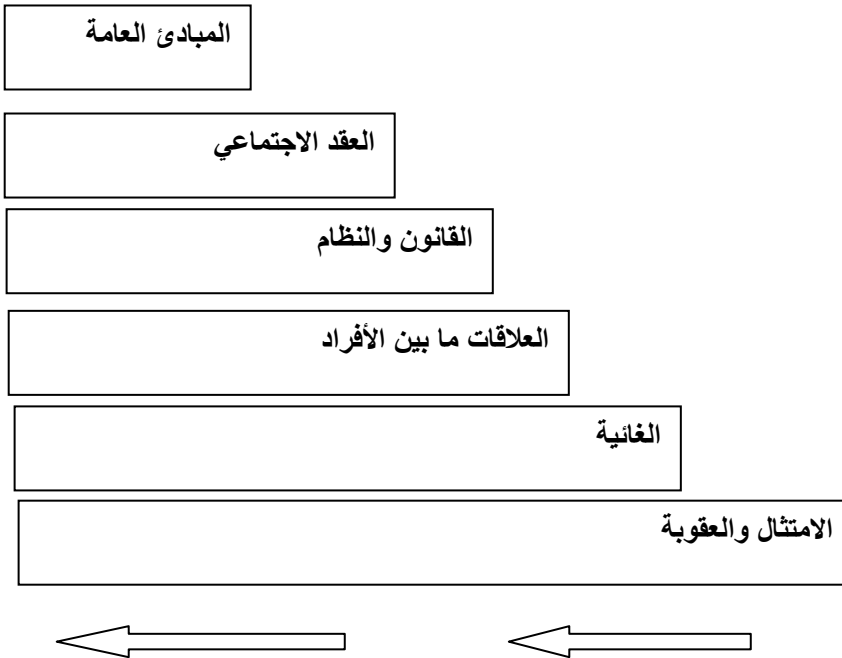 المبادئ العامة
العقد الاجتماعي
القانون والنظام
العلاقات ما بين الأفراد
الغائية
الامتثال والعقوبة